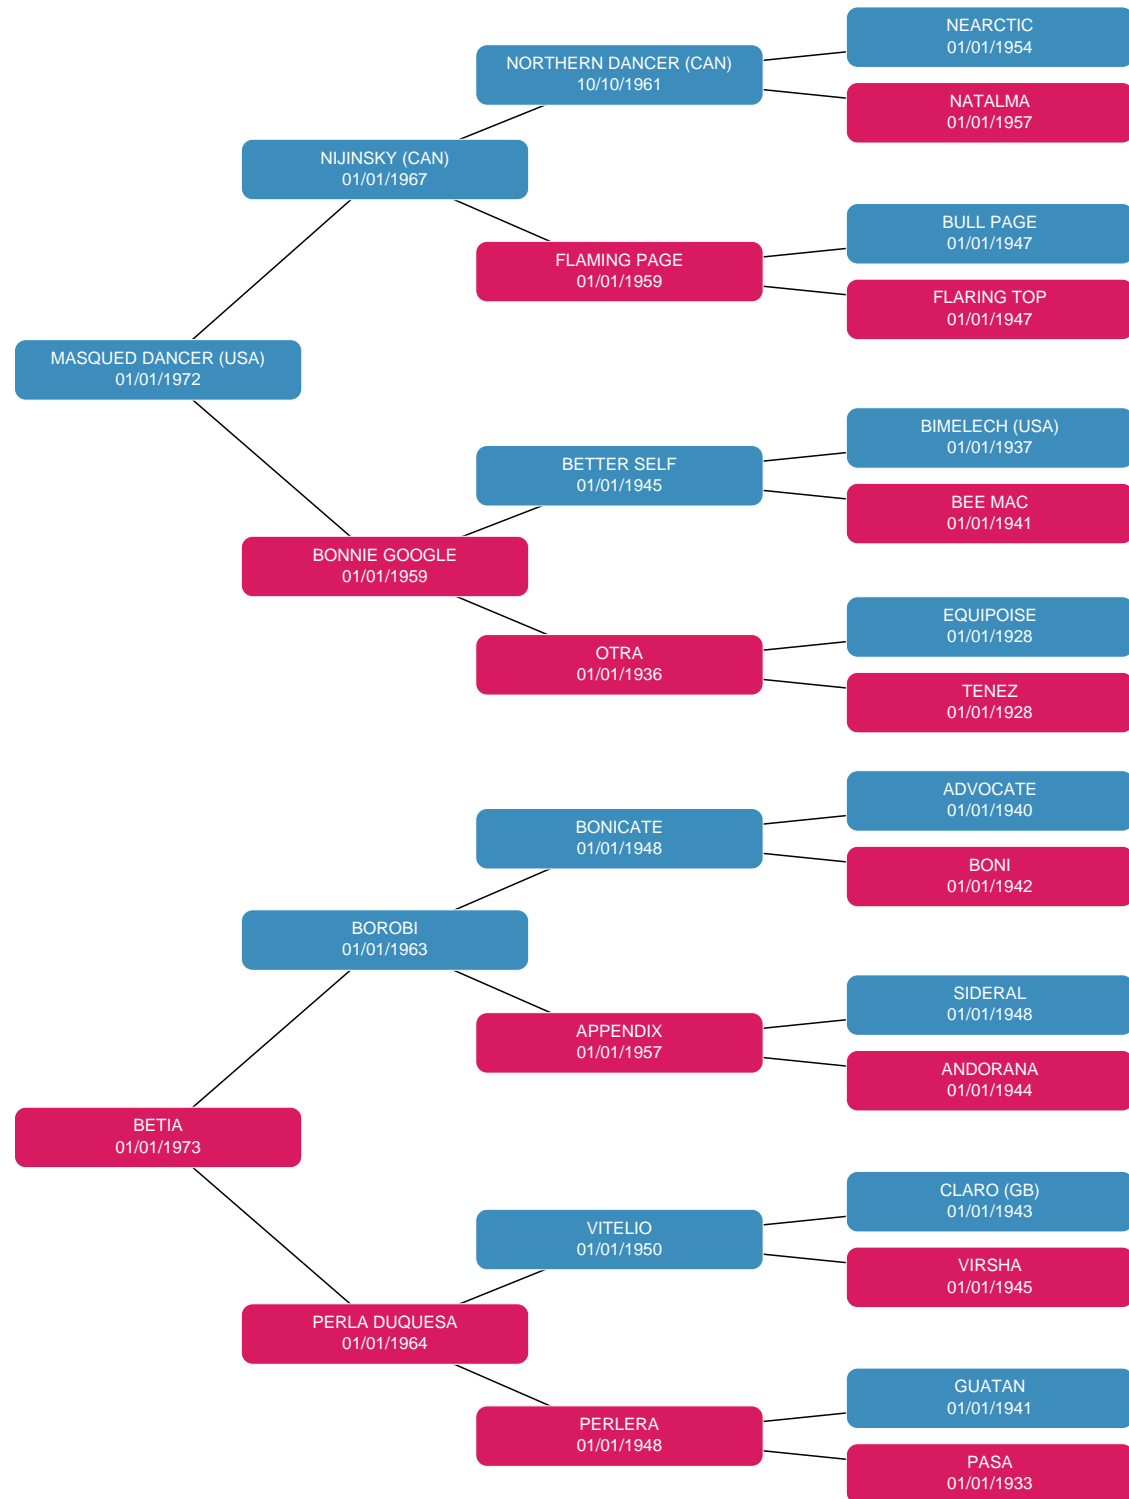 NEARCTIC
01/01/1954
NORTHERN DANCER (CAN)
10/10/1961
NATALMA
01/01/1957
NIJINSKY (CAN)
01/01/1967
BULL PAGE
01/01/1947
FLAMING PAGE
01/01/1959
FLARING TOP
01/01/1947
MASQUED DANCER (USA)
01/01/1972
BIMELECH (USA)
01/01/1937
BETTER SELF
01/01/1945
BEE MAC
01/01/1941
BONNIE GOOGLE
01/01/1959
EQUIPOISE
01/01/1928
OTRA
01/01/1936
TENEZ
01/01/1928
ADVOCATE
01/01/1940
BONICATE
01/01/1948
BONI
01/01/1942
BOROBI
01/01/1963
SIDERAL
01/01/1948
APPENDIX
01/01/1957
ANDORANA
01/01/1944
BETIA
01/01/1973
CLARO (GB)
01/01/1943
VITELIO
01/01/1950
VIRSHA
01/01/1945
PERLA DUQUESA
01/01/1964
GUATAN
01/01/1941
PERLERA
01/01/1948
PASA
01/01/1933